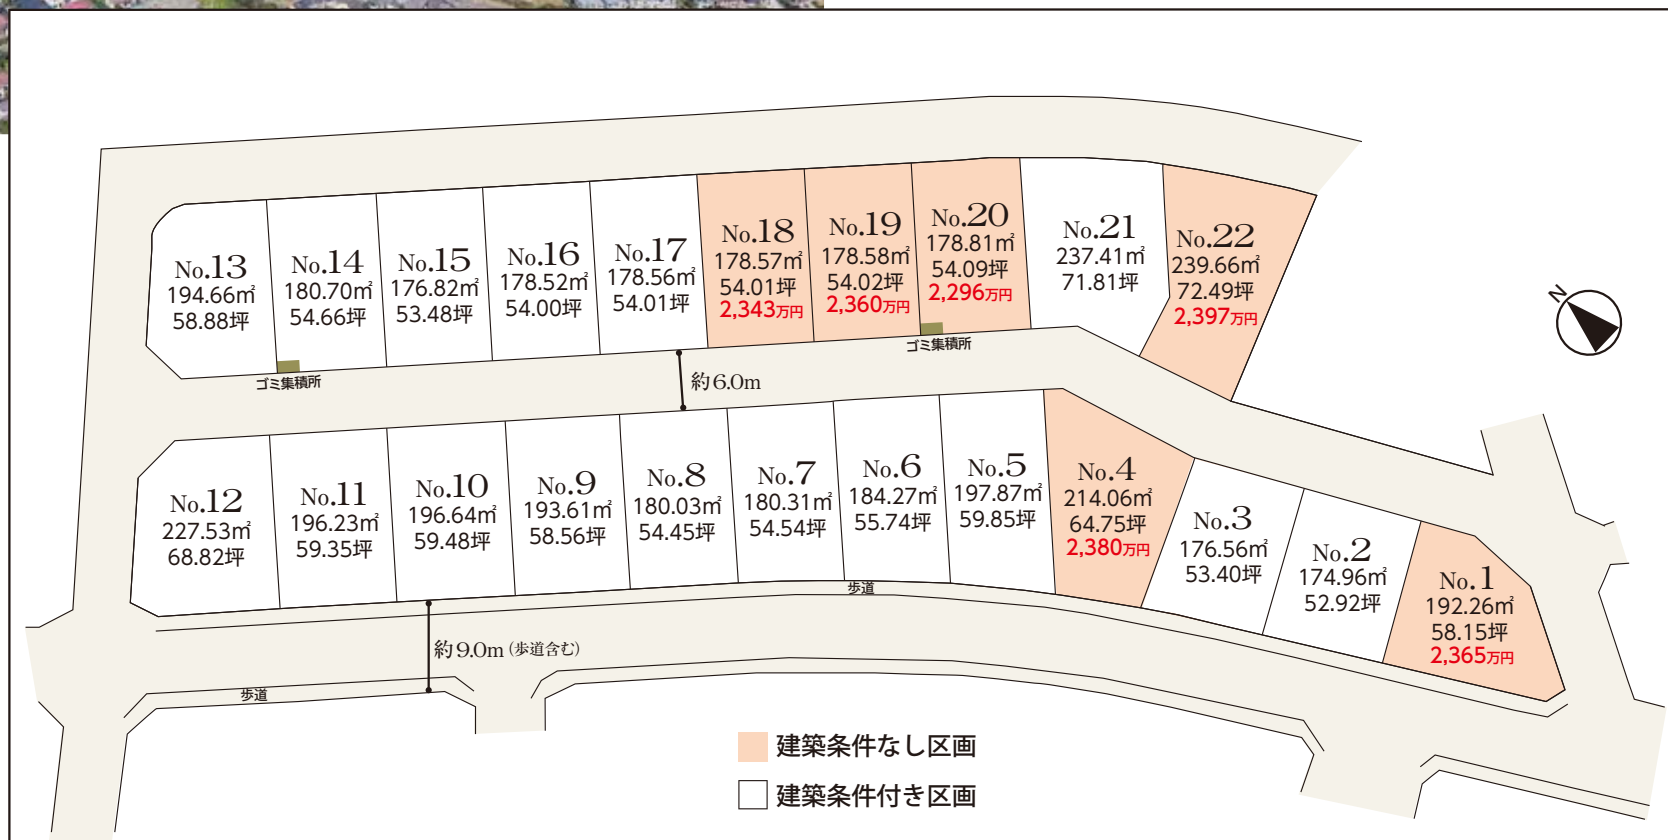 No.13
194.66㎡
58.88坪
No.14
180.70㎡
54.66坪
No.15
176.82㎡
53.48坪
No.16
178.52㎡
54.00坪
No.17
178.56㎡
54.01坪
No.18
178.57㎡
54.01坪
2,343万円
No.19
178.58㎡
54.02坪
2,360万円
No.20
178.81㎡
54.09坪
2,296万円
No.21
237.41㎡
71.81坪
No.22
239.66㎡
72.49坪
2,397万円
N
ゴミ集積所
ゴミ集積所
約6.0m
No.12
227.53㎡
68.82坪
No.11
196.23㎡
59.35坪
No.10
196.64㎡
59.48坪
No.9
193.61㎡
58.56坪
No.8
180.03㎡
54.45坪
No.7
180.31㎡
54.54坪
No.6
184.27㎡
55.74坪
No.5
197.87㎡
59.85坪
No.4
214.06㎡
64.75坪
2,380万円
No.3
176.56㎡
53.40坪
No.2
174.96㎡
52.92坪
No.1
192.26㎡
58.15坪
2,365万円
歩道
約9.0m (歩道含む)
歩道
建築条件なし区画
建築条件付き区画